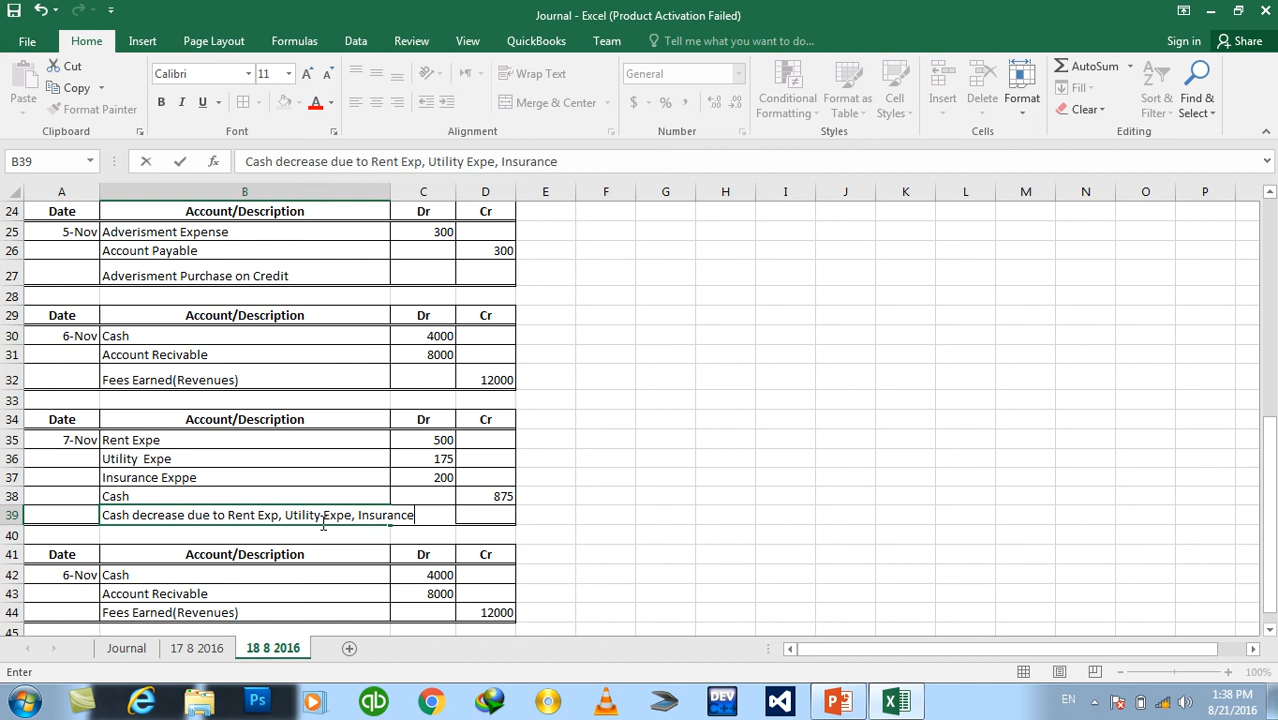 Journal - Excel (Product Activation Failed)
File Home Insert Page Layout Formulas Data Review View QuickBooks Team Tell me what you want to do... Sign in Share
Paste Cut Copy Format Painter
Calibri 11
B I U A
Wrap Text Merge & Center
General
$ % ,
Conditional Formatting Format as Table Cell Styles
Insert Delete Format
AutoSum Fill Clear Sort & Filter Find & Select
Clipboard Font Alignment Number Styles Cells Editing
B39 fx Cash decrease due to Rent Exp, Utility Expe, Insurance
A B C D E F G H I J K L M N O P
24 Date Account/Description Dr Cr
25 5-Nov Adverisment Expense 300
26 Account Payable 300
27 Adverisment Purchase on Credit
28
29 Date Account/Description Dr Cr
30 6-Nov Cash 4000
31 Account Recivable 8000
32 Fees Earned(Revenues) 12000
33
34 Date Account/Description Dr Cr
35 7-Nov Rent Expe 500
36 Utility Expe 175
37 Insurance Exppe 200
38 Cash 875
39 Cash decrease due to Rent Exp, Utility Expe, Insurance
40
41 Date Account/Description Dr Cr
42 6-Nov Cash 4000
43 Account Recivable 8000
44 Fees Earned(Revenues) 12000
45
Journal 17 8 2016 18 8 2016
Enter 100%
Ps qb DEV C++ EN 1:38 PM
8/21/2016